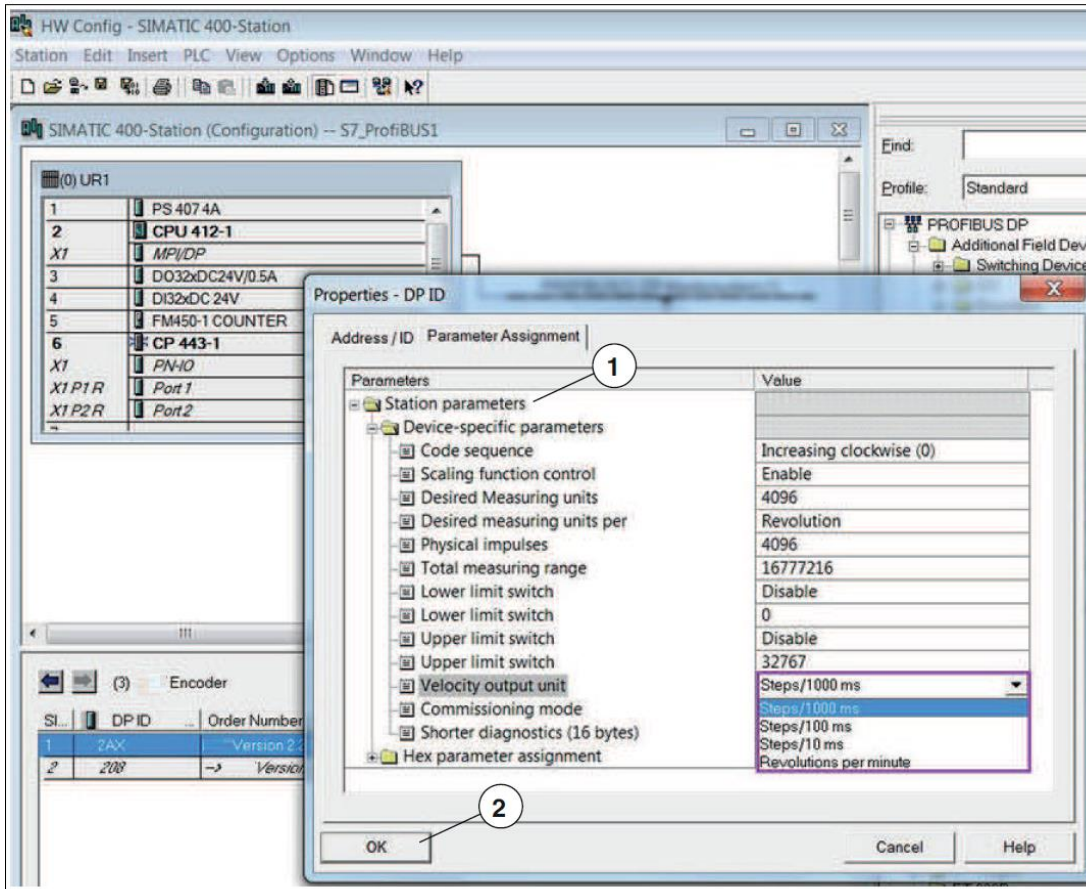 HW Config - SIMATIC 400-Station
Station Edit Insert PLC View Options Window Help
SIMATIC 400-Station (Configuration) -- S7_ProfiBUS1
(0) UR1
1 PS 407 4A
2 CPU 412-1
X1 MPI/DP
3 DO32xDC24V/0.5A
4 DI32xDC 24V
5 FM450-1 COUNTER
6 CP 443-1
X1 PN-IO
X1 P1 R Port 1
X1 P2 R Port 2
Find:
Profile: Standard
PROFIBUS DP
Additional Field Dev
Switching Device
Properties - DP ID
Address / ID Parameter Assignment
1
Parameters Value
Station parameters
Device-specific parameters
Code sequence Increasing clockwise (0)
Scaling function control Enable
Desired Measuring units 4096
Desired measuring units per Revolution
Physical impulses 4096
Total measuring range 16777216
Lower limit switch Disable
Lower limit switch 0
Upper limit switch Disable
Upper limit switch 32767
Velocity output unit Steps/1000 ms
Commissioning mode Steps/1000 ms
Steps/100 ms
Shorter diagnostics (16 bytes) Steps/10 ms
Hex parameter assignment Revolutions per minute
2
OK Cancel Help
(3) Encoder
Sl... DP ID ... Order Number
1 2AX Version 2.2
2 208 --> Version